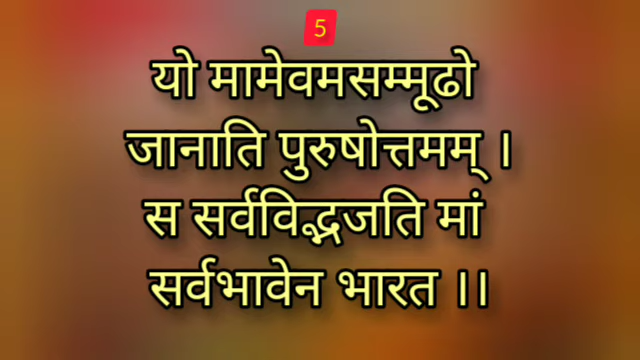 5
यो मामेवमसम्मूढो
जानाति पुरुषोत्तमम् ।
स सर्वविद्भजति मां
सर्वभावेन भारत ।।